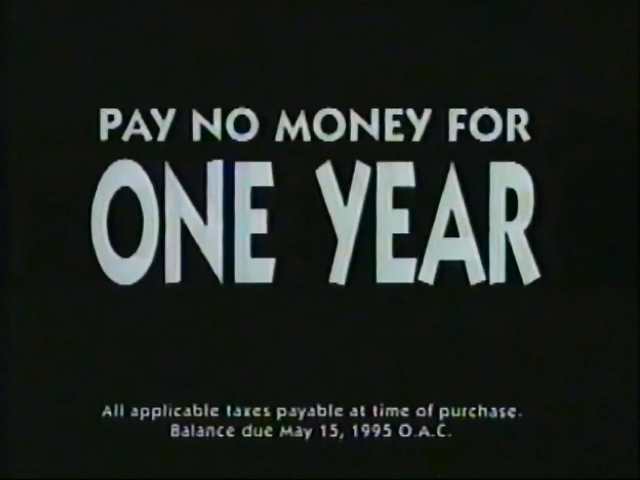 PAY NO MONEY FOR
ONE YEAR
All applicable taxes payable at time of purchase.
Balance due May 15, 1995 O.A.C.